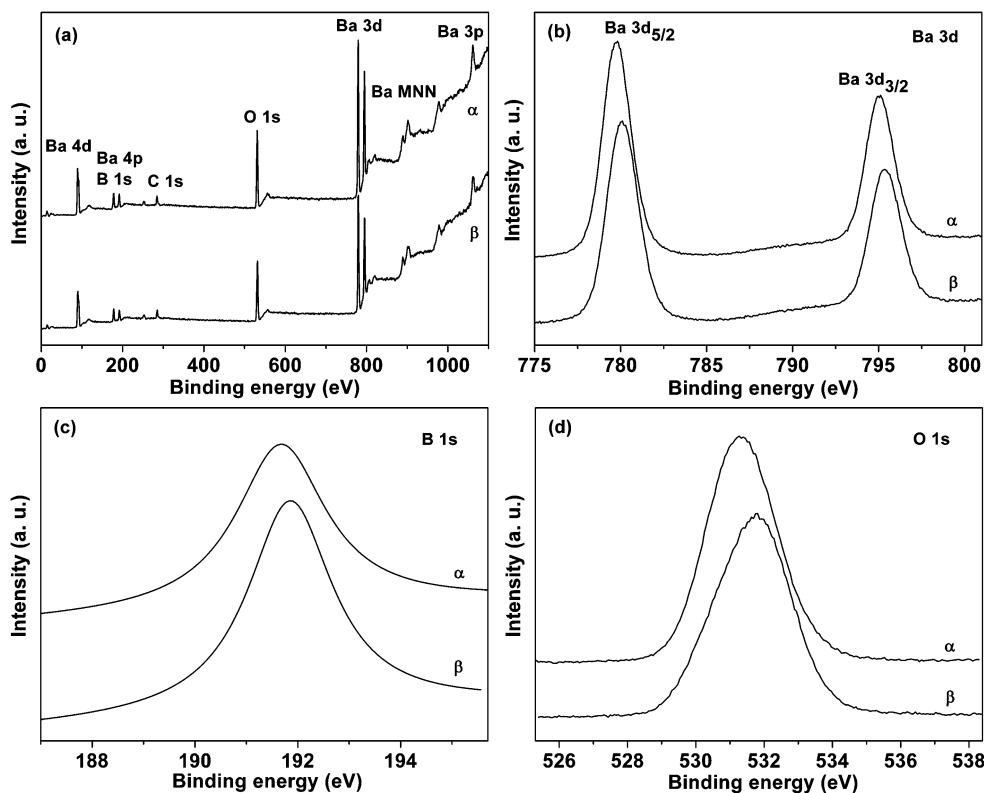 (a)
Ba 3d
Ba 3p
Ba MNN
α
O 1s
Ba 4d
Ba 4p
B 1s
C 1s
β
Intensity (a. u.)
0 200 400 600 800 1000
Binding energy (eV)
(b)
Ba 3d5/2
Ba 3d
Ba 3d3/2
α
β
Intensity (a. u.)
775 780 785 790 795 800
Binding energy (eV)
(c)
B 1s
α
β
Intensity (a. u.)
188 190 192 194
Binding energy (eV)
(d)
O 1s
α
β
Intensity (a. u.)
526 528 530 532 534 536 538
Binding energy (eV)